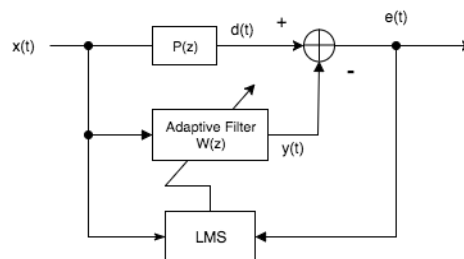 x(t)
P(z)
d(t)
+
e(t)
-
Adaptive Filter
W(z)
y(t)
LMS